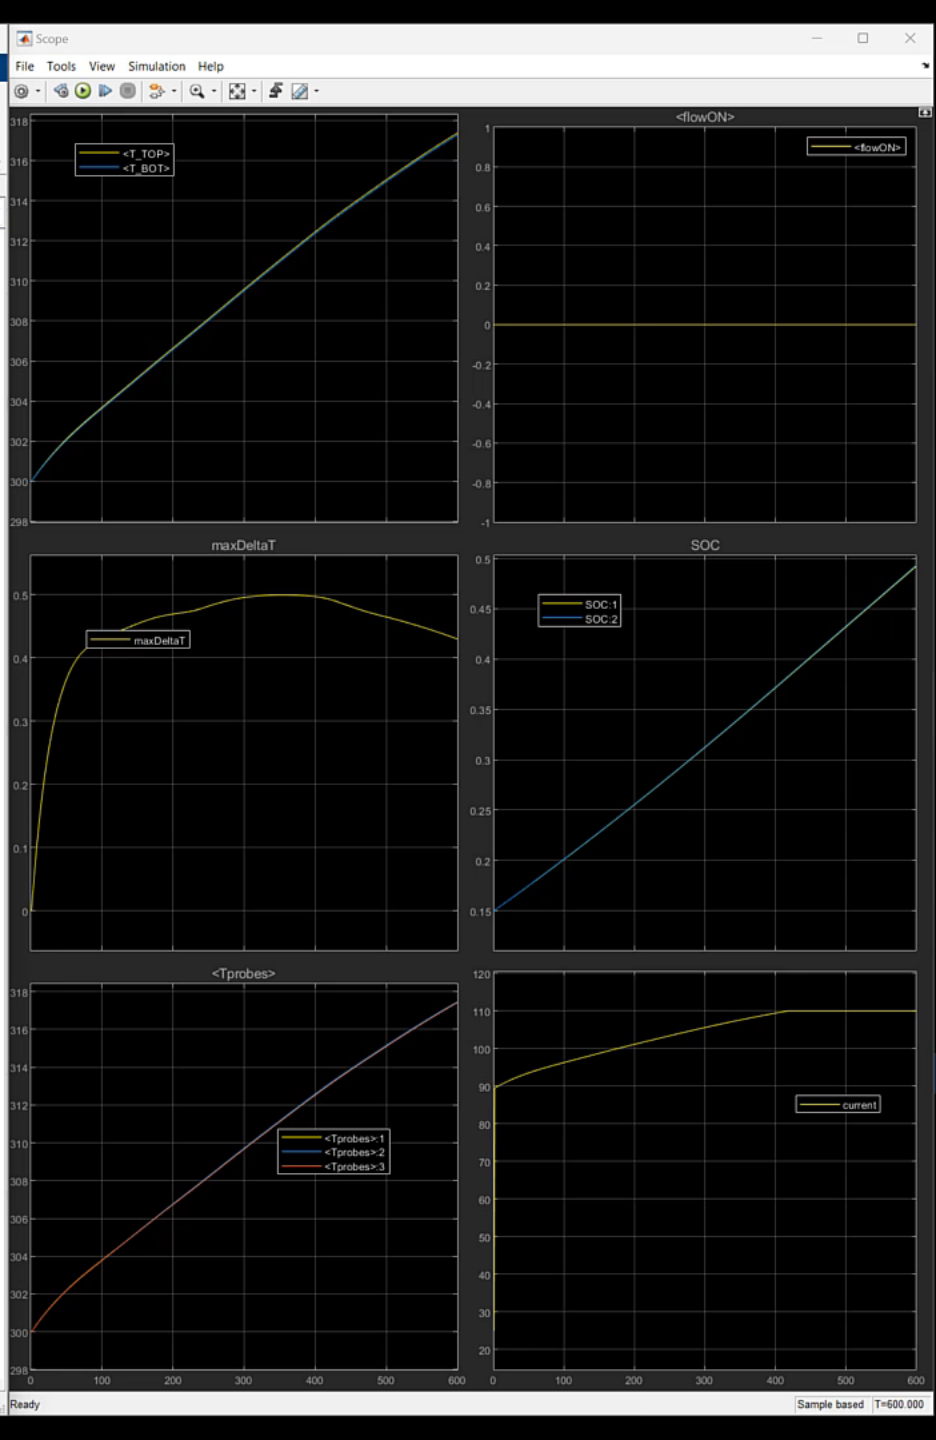 Scope
File Tools View Simulation Help
318
316
314
312
310
308
306
304
302
300
298
<T_TOP>
<T_BOT>
<flowON>
1
0.8
0.6
0.4
0.2
0
-0.2
-0.4
-0.6
-0.8
-1
<flowON>
maxDeltaT
0.5
0.4
0.3
0.2
0.1
0
maxDeltaT
SOC
0.5
0.45
0.4
0.35
0.3
0.25
0.2
0.15
SOC:1
SOC:2
<Tprobes>
318
316
314
312
310
308
306
304
302
300
298
<Tprobes>:1
<Tprobes>:2
<Tprobes>:3
0 100 200 300 400 500 600
120
110
100
90
80
70
60
50
40
30
20
current
0 100 200 300 400 500 600
Ready
Sample based T=600.000